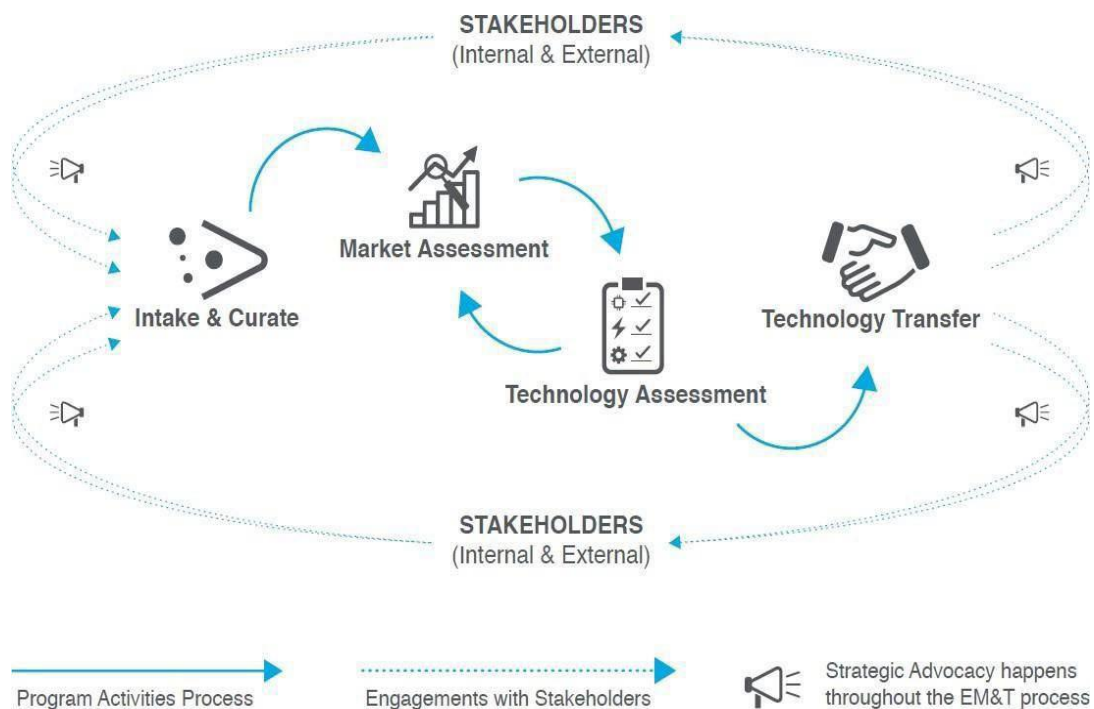 STAKEHOLDERS
(Internal & External)
Market Assessment
Intake & Curate
Technology Transfer
Technology Assessment
STAKEHOLDERS
(Internal & External)
Program Activities Process
Engagements with Stakeholders
Strategic Advocacy happens
throughout the EM&T process